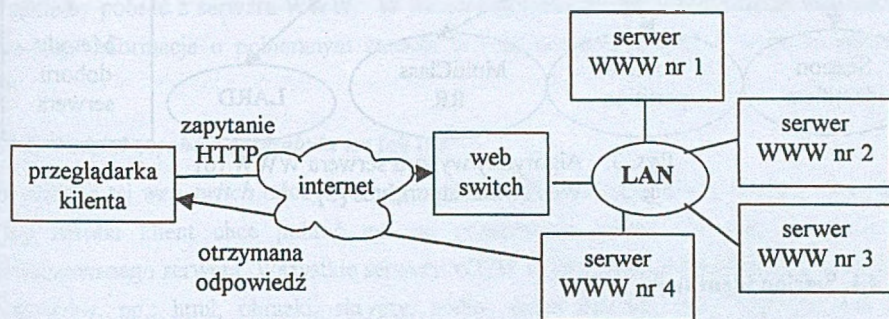 serwer
WWW nr 1
zapytanie
HTTP
przeglądarka
kilenta
internet
web
switch
LAN
serwer
WWW nr 2
otrzymana
odpowiedź
serwer
WWW nr 4
serwer
WWW nr 3